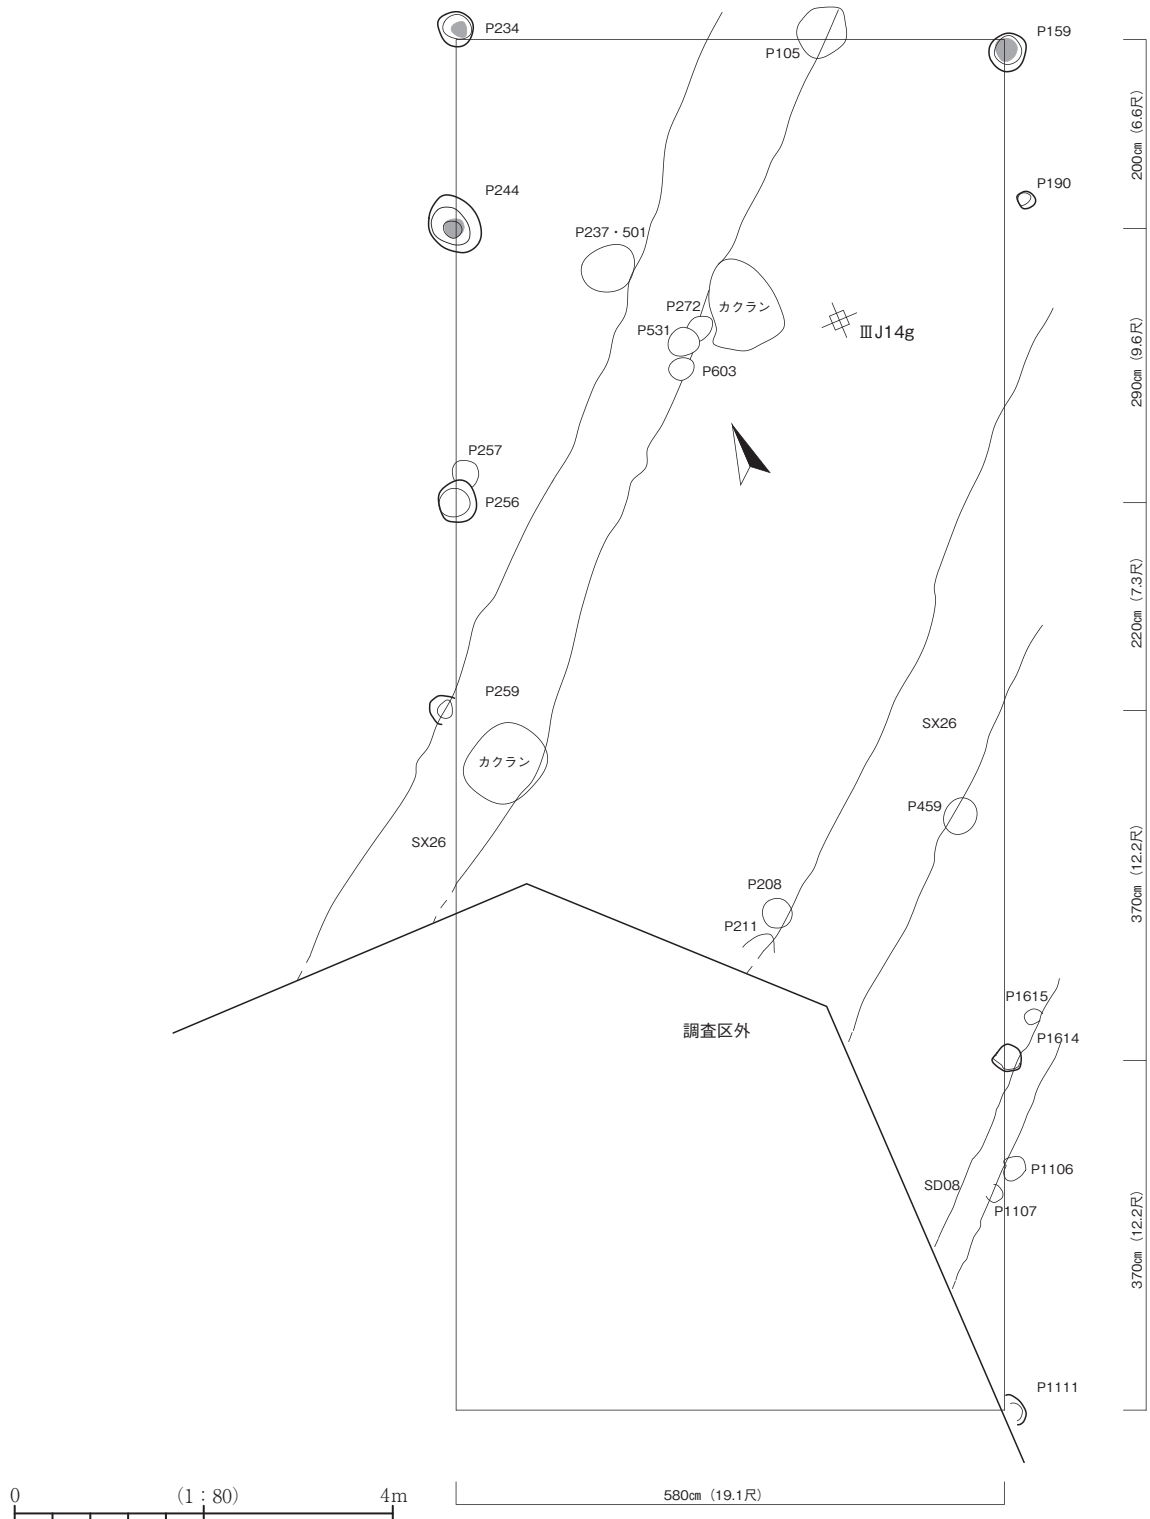 P234
P159
P105
200㎝（6.6尺）
P244
P190
P237・501
P272
カクラン
P531
ⅢJ14g
P603
290㎝（9.6尺）
P257
P256
220㎝（7.3尺）
P259
SX26
カクラン
P459
SX26
370㎝（12.2尺）
P208
P211
P1615
調査区外
P1614
P1106
SD08
P1107
370㎝（12.2尺）
P1111
580㎝（19.1尺）
0 (1：80) 4m